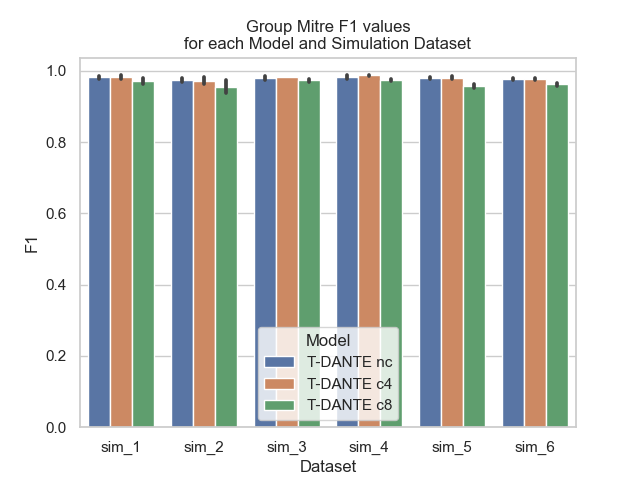 Group Mitre F1 values
for each Model and Simulation Dataset
1.0
0.8
0.6
0.4
0.2
0.0
F1
Model
T-DANTE nc
T-DANTE c4
T-DANTE c8
sim_1 sim_2 sim_3 sim_4 sim_5 sim_6
Dataset